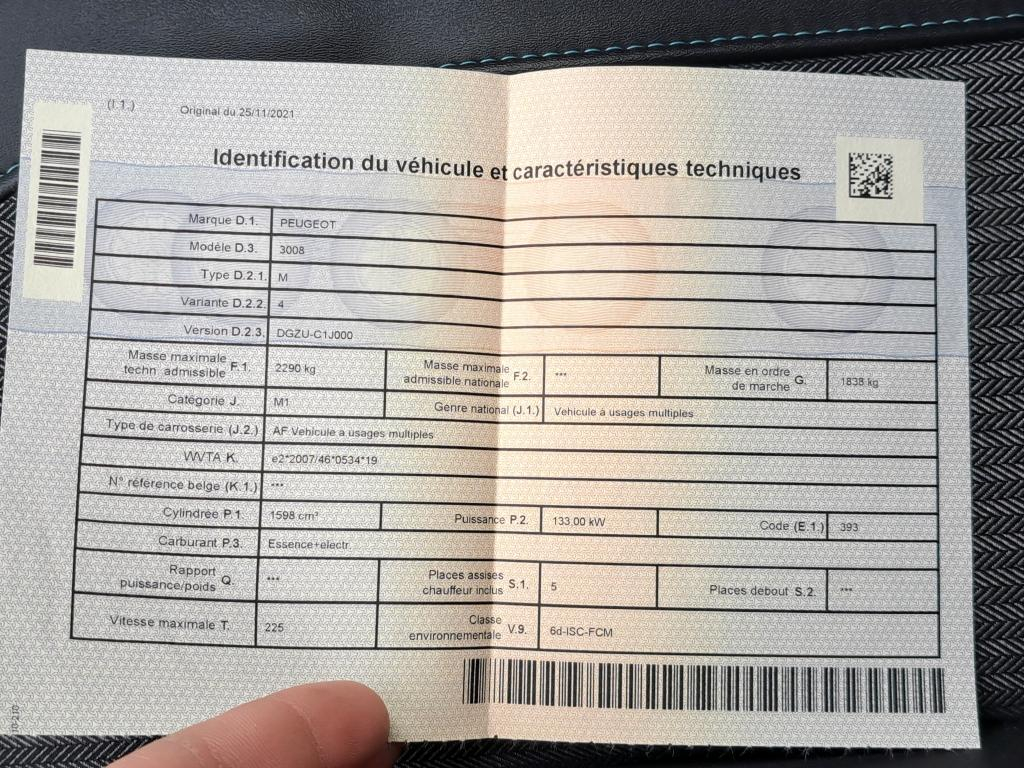 (I.1.)
Original du 25/11/2021
Identification du véhicule et caractéristiques techniques
Marque D.1. PEUGEOT
Modèle D.3. 3008
Type D.2.1. M
Variante D.2.2. 4
Version D.2.3. DGZU-C1J000
Masse maximale techn. admissible F.1. 2290 kg Masse maximale admissible nationale F.2. *** Masse en ordre de marche G. 1838 kg
Catégorie J. M1 Genre national (J.1.) Vehicule à usages multiples
Type de carrosserie (J.2.) AF Vehicule a usages multiples
WVTA K. e2*2007/46*0534*19
N° référence belge (K.1.) ***
Cylindrée P.1. 1598 cm³ Puissance P.2. 133,00 kW Code (E.1.) 393
Carburant P.3. Essence+electr.
Rapport puissance/poids Q. *** Places assises chauffeur inclus S.1. 5 Places debout S.2. ***
Vitesse maximale T. 225 Classe environnementale V.9. 6d-ISC-FCM